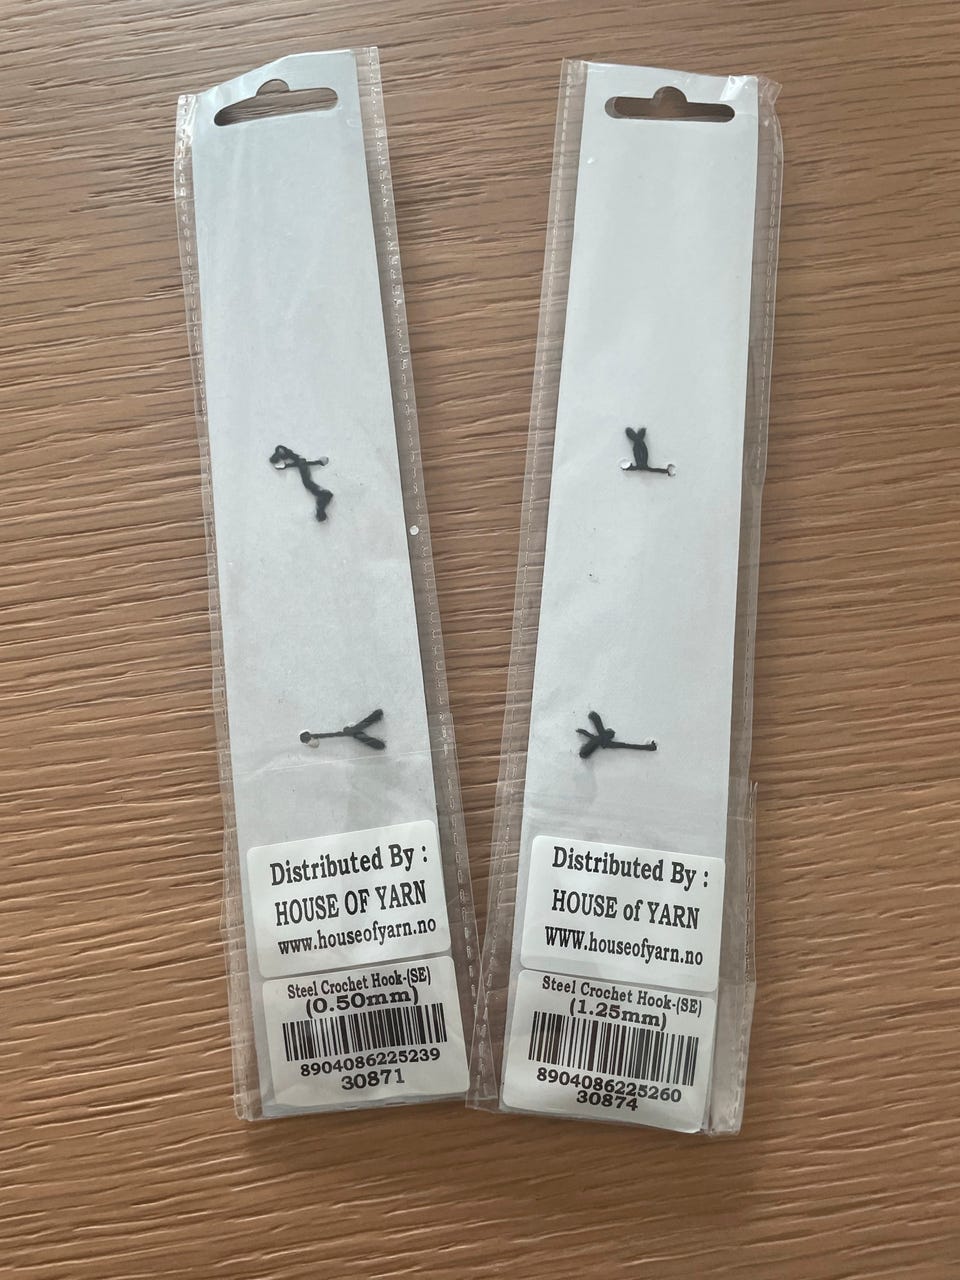 Distributed By :
HOUSE OF YARN
www.houseofyarn.no
Steel Crochet Hook-(SE)
(0.50mm)
8904086225239
30871
Distributed By :
HOUSE of YARN
WWW.houseofyarn.no
Steel Crochet Hook-(SE)
(1.25mm)
8904086225260
30874